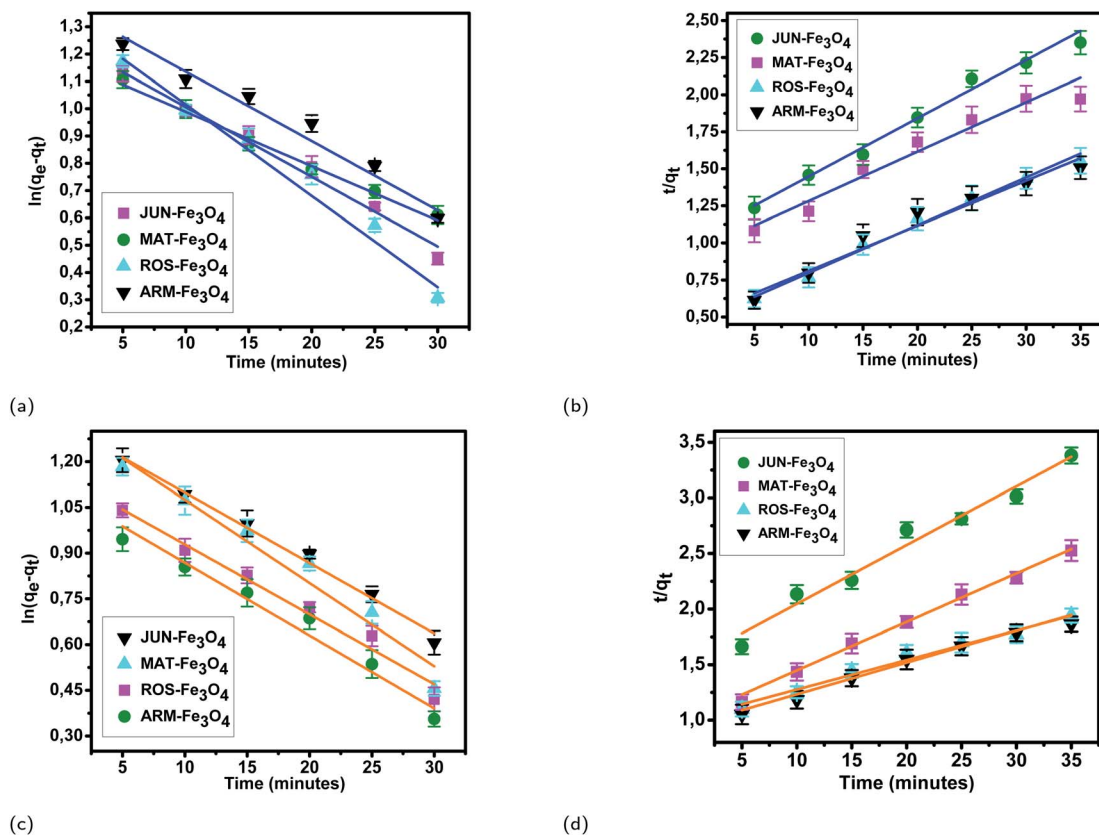 1,3
1,2
1,1
1,0
0,9
0,8
0,7
0,6
0,5
0,4
0,3
0,2
ln(qe-qt)
JUN-Fe3O4
MAT-Fe3O4
ROS-Fe3O4
ARM-Fe3O4
5 10 15 20 25 30
Time (minutes)
(a)
2,50
2,25
2,00
1,75
1,50
1,25
1,00
0,75
0,50
t/qt
JUN-Fe3O4
MAT-Fe3O4
ROS-Fe3O4
ARM-Fe3O4
5 10 15 20 25 30 35
Time (minutes)
(b)
1,20
1,05
0,90
0,75
0,60
0,45
0,30
ln(qe-qt)
JUN-Fe3O4
MAT-Fe3O4
ROS-Fe3O4
ARM-Fe3O4
5 10 15 20 25 30
Time (minutes)
(c)
3,5
3,0
2,5
2,0
1,5
1,0
t/qt
JUN-Fe3O4
MAT-Fe3O4
ROS-Fe3O4
ARM-Fe3O4
5 10 15 20 25 30 35
Time (minutes)
(d)